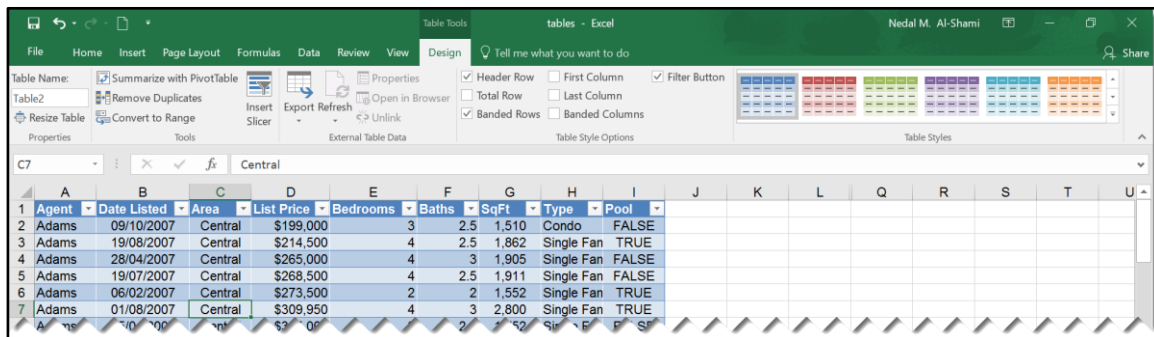 Table Tools tables - Excel Nedal M. Al-Shami
File Home Insert Page Layout Formulas Data Review View Design Tell me what you want to do Share
Table Name: Summarize with PivotTable Properties Header Row First Column Filter Button
Table2 Remove Duplicates Insert Slicer Export Refresh Open in Browser Total Row Last Column
Resize Table Convert to Range Unlink Banded Rows Banded Columns
Properties Tools External Table Data Table Style Options Table Styles
C7 fx Central
A B C D E F G H I J K L Q R S T U
1 Agent Date Listed Area List Price Bedrooms Baths SqFt Type Pool
2 Adams 09/10/2007 Central $199,000 3 2.5 1,510 Condo FALSE
3 Adams 19/08/2007 Central $214,500 4 2.5 1,862 Single Fan TRUE
4 Adams 28/04/2007 Central $265,000 4 3 1,905 Single Fan FALSE
5 Adams 19/07/2007 Central $268,500 4 2.5 1,911 Single Fan FALSE
6 Adams 06/02/2007 Central $273,500 2 2 1,552 Single Fan TRUE
7 Adams 01/08/2007 Central $309,950 4 3 2,800 Single Fan TRUE